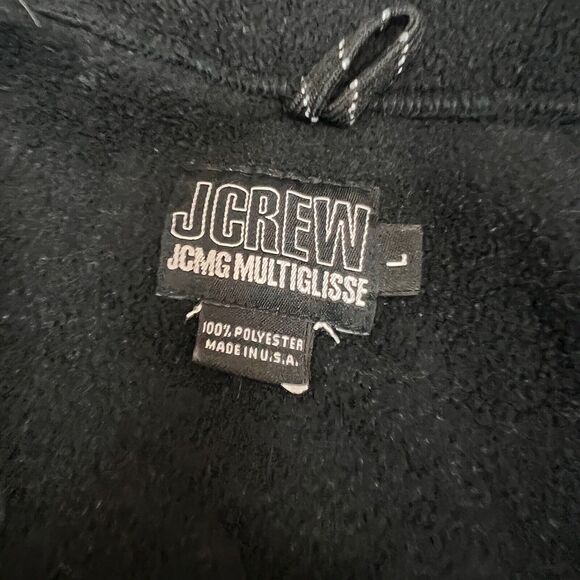 JCREW
JCMG MULTIGLISSE
L
100% POLYESTER
MADE IN U.S.A.